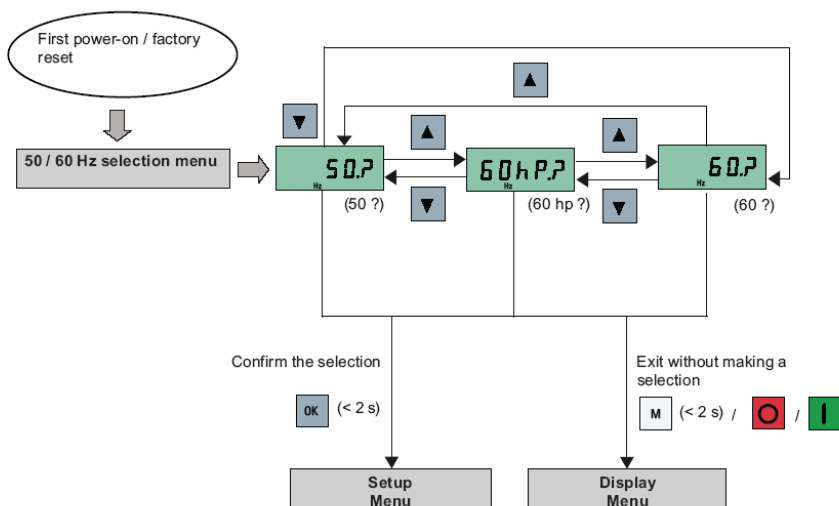 First power-on / factory
reset
50 / 60 Hz selection menu
50.?
Hz
(50 ?)
60hP.?
Hz
(60 hp ?)
60.?
Hz
(60 ?)
Confirm the selection
OK (< 2 s)
Exit without making a
selection
M (< 2 s) / O / I
Setup
Menu
Display
Menu